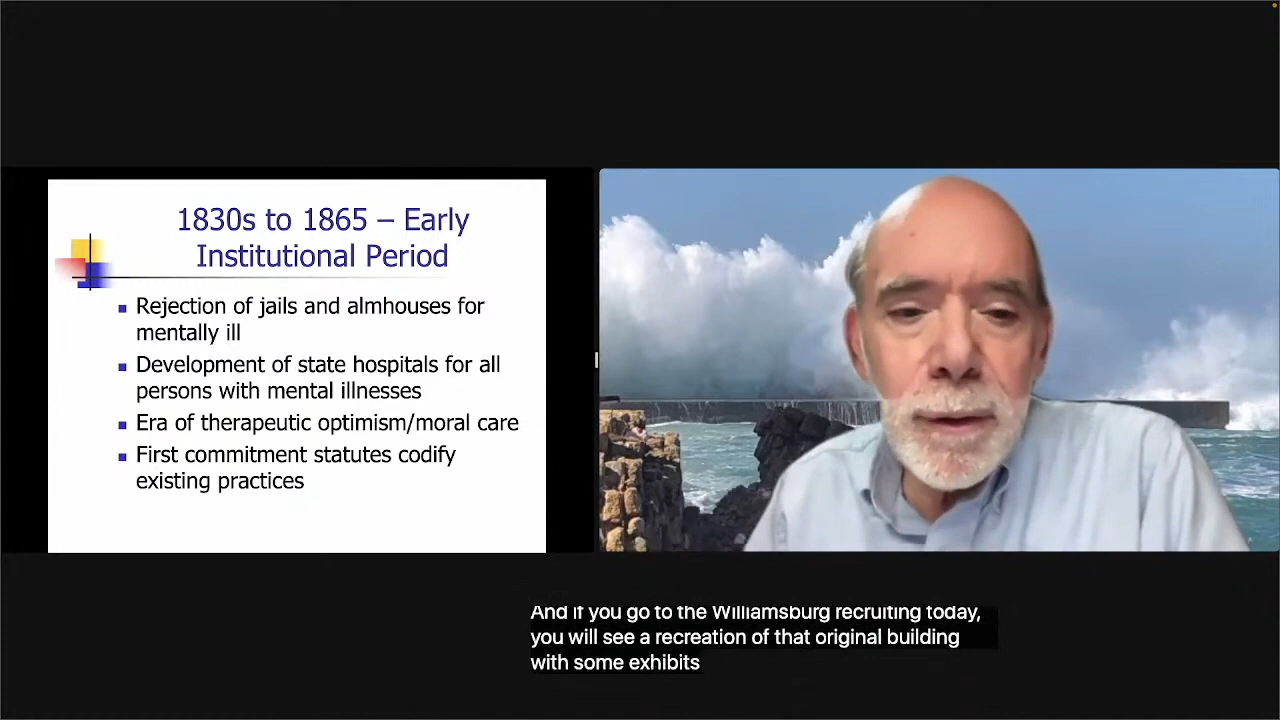 1830s to 1865 – Early
Institutional Period
Rejection of jails and almhouses for
mentally ill
Development of state hospitals for all
persons with mental illnesses
Era of therapeutic optimism/moral care
First commitment statutes codify
existing practices
And if you go to the Williamsburg recruiting today,
you will see a recreation of that original building
with some exhibits